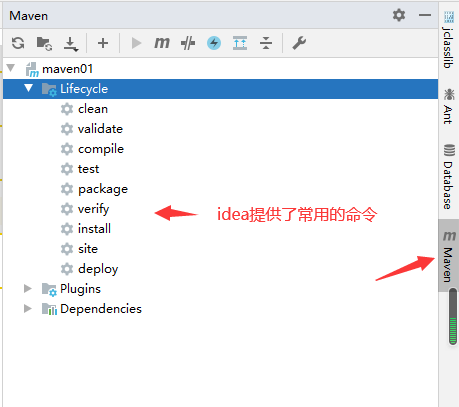 Maven
maven01
Lifecycle
clean
validate
compile
test
package
verify
install
site
deploy
Plugins
Dependencies
idea提供了常用的命令
jclasslib
Ant
Database
m Maven